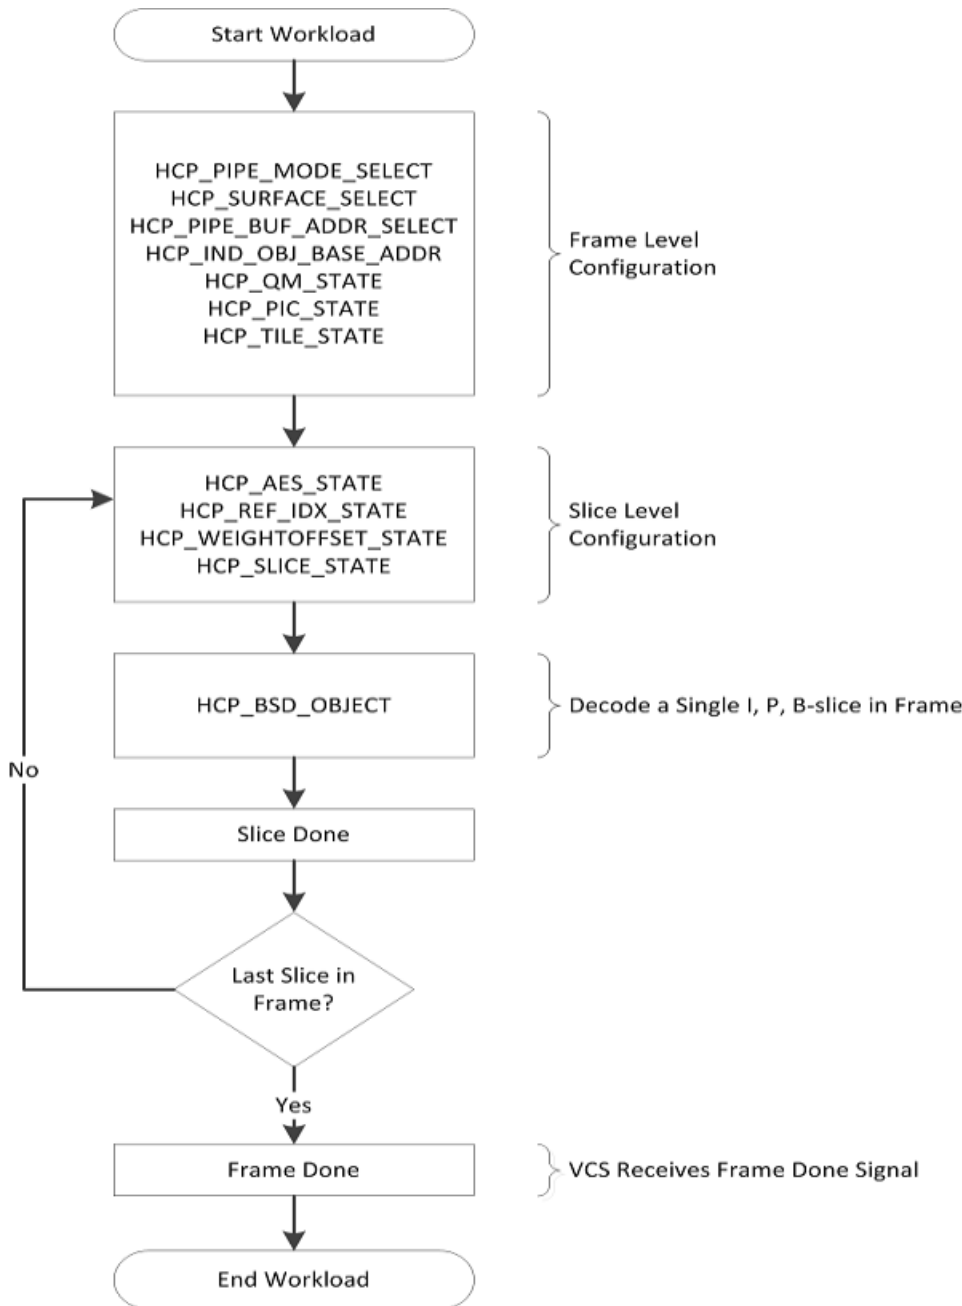 Start Workload
HCP_PIPE_MODE_SELECT
HCP_SURFACE_SELECT
HCP_PIPE_BUF_ADDR_SELECT
HCP_IND_OBJ_BASE_ADDR
HCP_QM_STATE
HCP_PIC_STATE
HCP_TILE_STATE
Frame Level
Configuration
HCP_AES_STATE
HCP_REF_IDX_STATE
HCP_WEIGHTOFFSET_STATE
HCP_SLICE_STATE
Slice Level
Configuration
HCP_BSD_OBJECT
Decode a Single I, P, B-slice in Frame
No
Slice Done
Last Slice in
Frame?
Yes
Frame Done
VCS Receives Frame Done Signal
End Workload